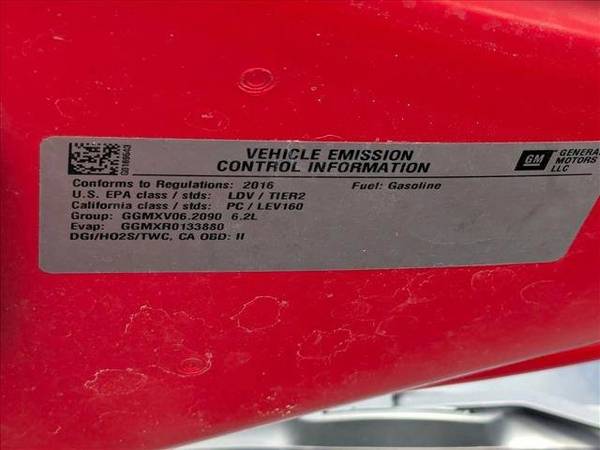 VEHICLE EMISSION
CONTROL INFORMATION
GM GENERAL
MOTORS
LLC
Conforms to Regulations: 2016 Fuel: Gasoline
U.S. EPA class / stds: LDV / TIER2
California class / stds: PC / LEV160
Group: GGMXV06.2090 6.2L
Evap: GGMXR0133880
DGI/HO2S/TWC, CA OBD: II